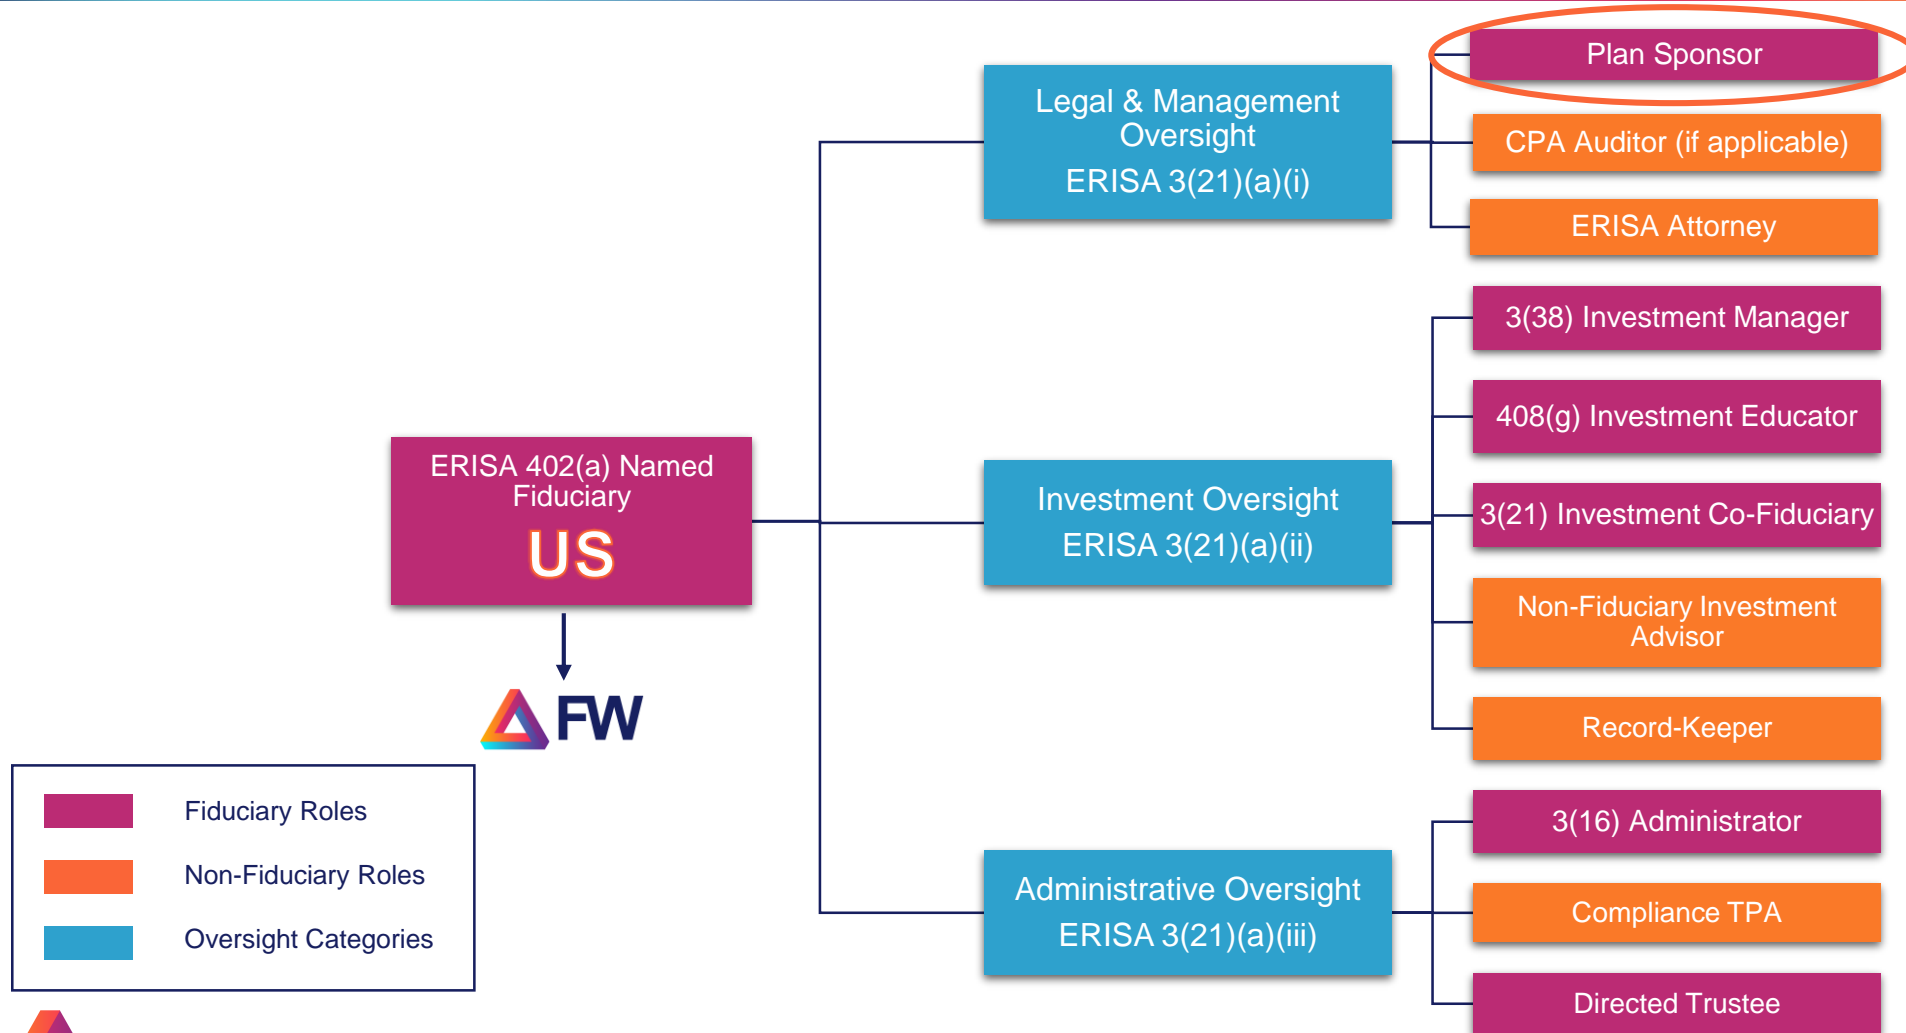 Plan Sponsor
Legal & Management
Oversight
ERISA 3(21)(a)(i)
CPA Auditor (if applicable)
ERISA Attorney
3(38) Investment Manager
408(g) Investment Educator
ERISA 402(a) Named
Fiduciary
US
Investment Oversight
ERISA 3(21)(a)(ii)
3(21) Investment Co-Fiduciary
Non-Fiduciary Investment
Advisor
FW
Record-Keeper
Fiduciary Roles
Non-Fiduciary Roles
Oversight Categories
Administrative Oversight
ERISA 3(21)(a)(iii)
3(16) Administrator
Compliance TPA
Directed Trustee